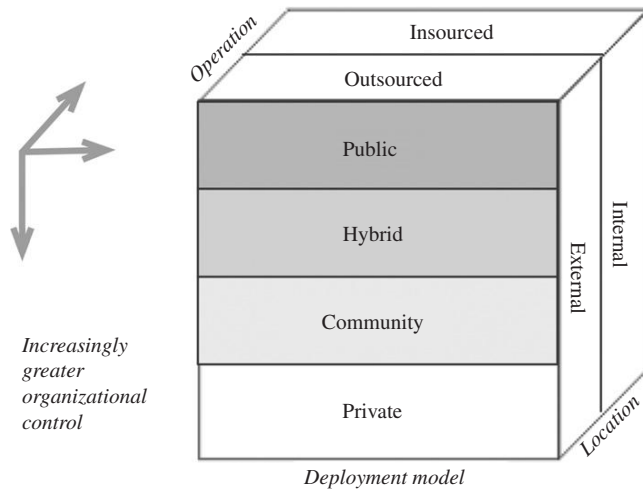 Operation
Insourced
Outsourced
Public
Hybrid
Community
Private
External
Internal
Increasingly
greater
organizational
control
Location
Deployment model